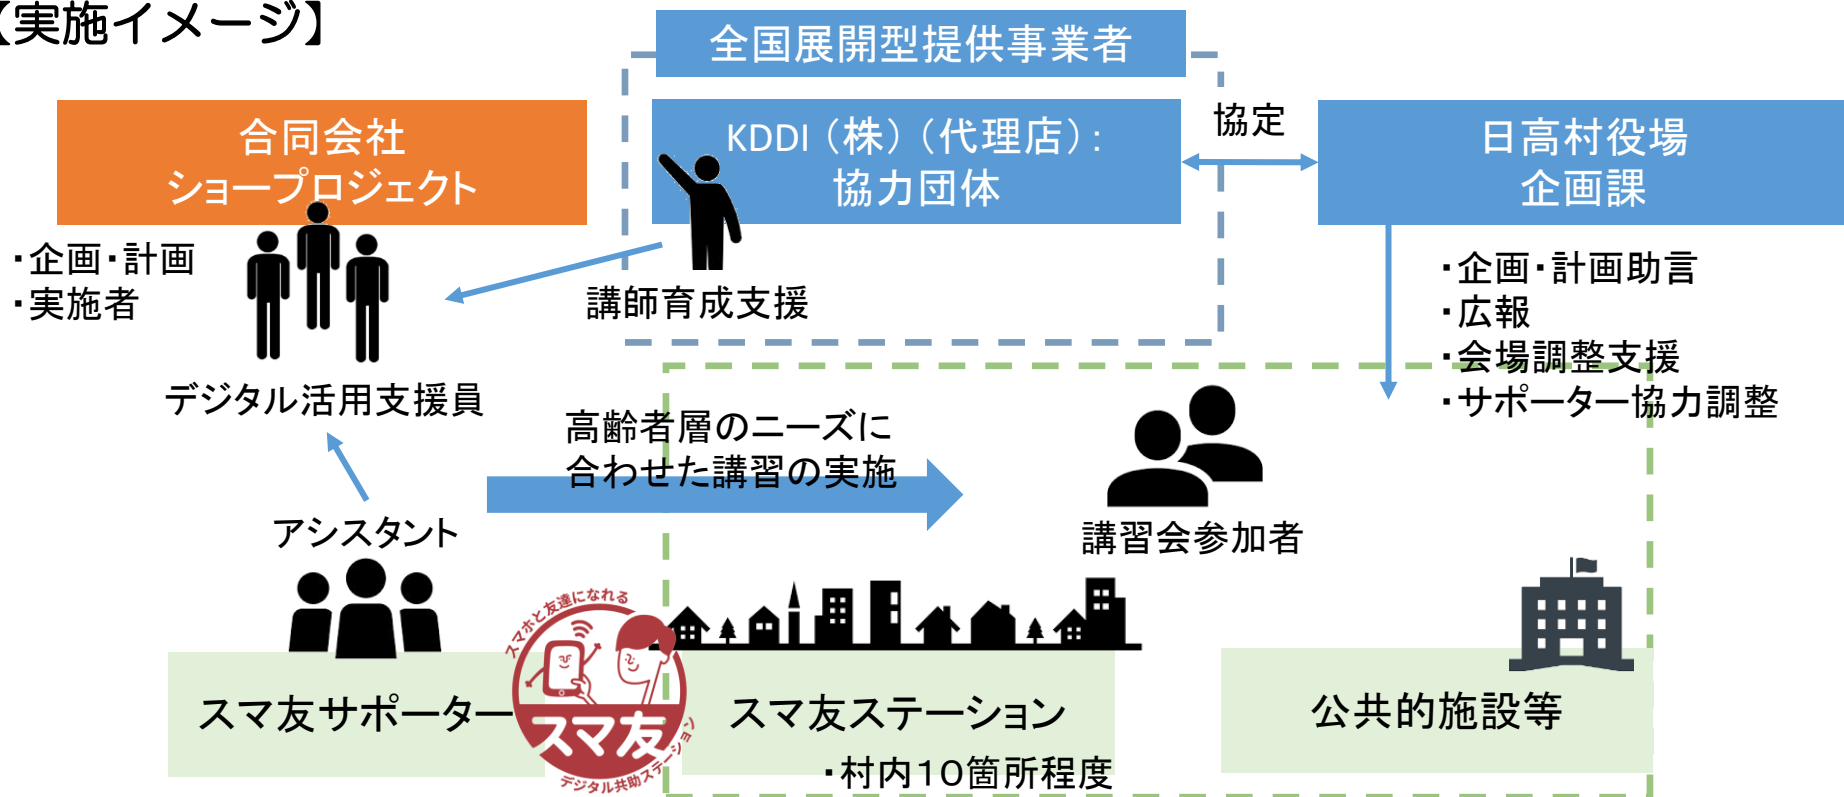 【実施イメージ】
全国展開型提供事業者
合同会社
ショープロジェクト
KDDI（株）（代理店）：
協力団体
協定
日高村役場
企画課
・企画・計画
・実施者
講師育成支援
・企画・計画助言
・広報
・会場調整支援
・サポーター協力調整
デジタル活用支援員
高齢者層のニーズに
合わせた講習の実施
アシスタント
講習会参加者
スマホと友達になれる
スマ友
デジタル共助ステーション
スマ友サポーター
スマ友ステーション
・村内１０箇所程度
公共的施設等